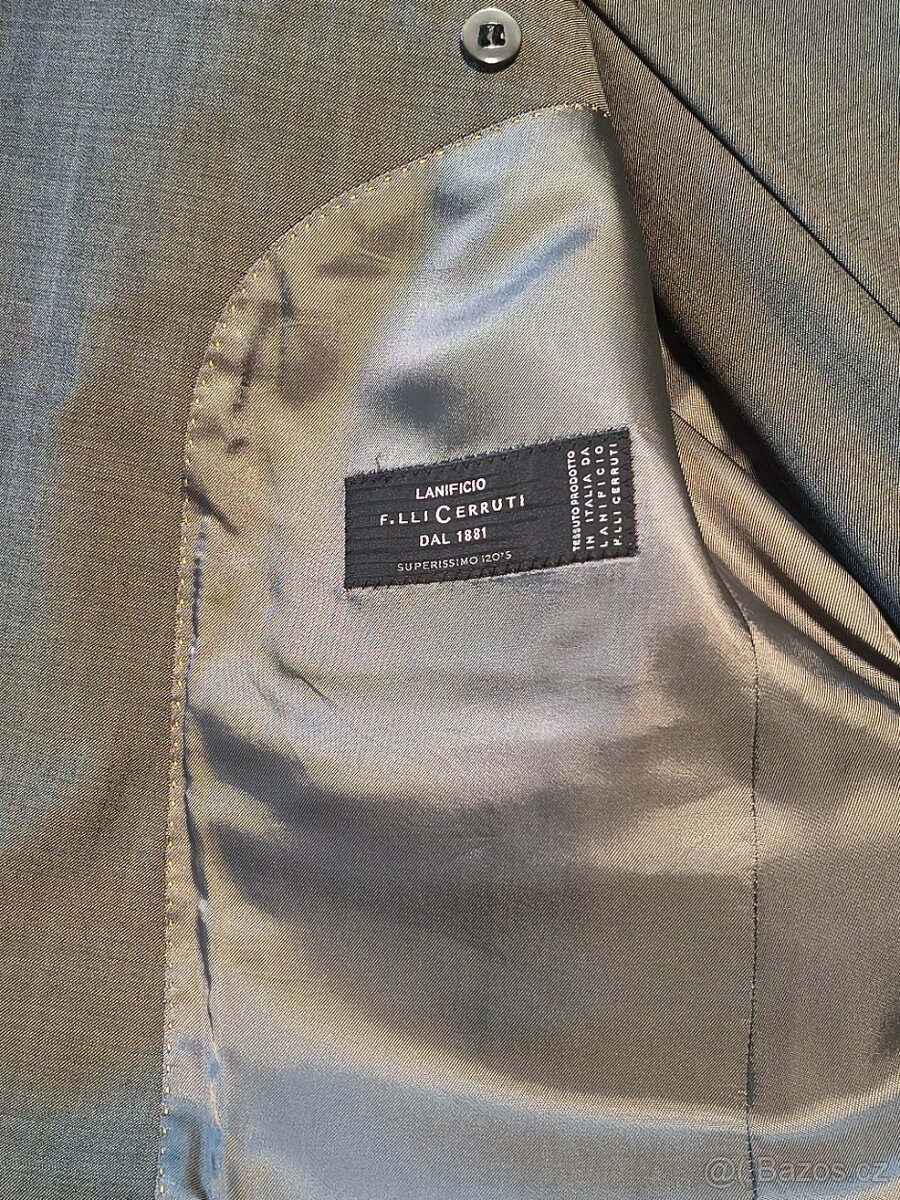 LANIFICIO
F.LLI CERRUTI
DAL 1881
SUPERISSIMO 120'S
TESSUTO PRODOTTO
IN ITALIA DA
LANIFICIO
F.LLI CERRUTI
@( Bazos.cz